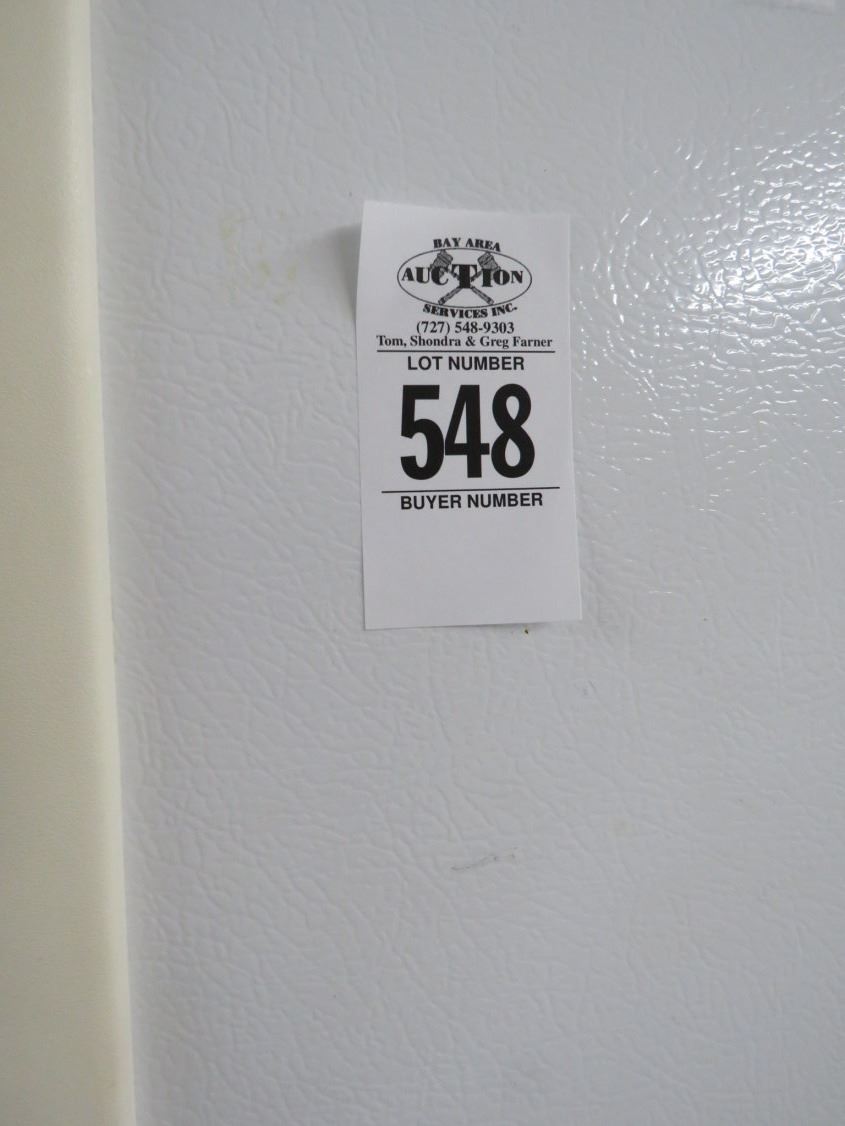 BAY AREA
AUCTION
SERVICES INC.
(727) 548-9303
Tom, Shondra & Greg Farner
LOT NUMBER
548
BUYER NUMBER